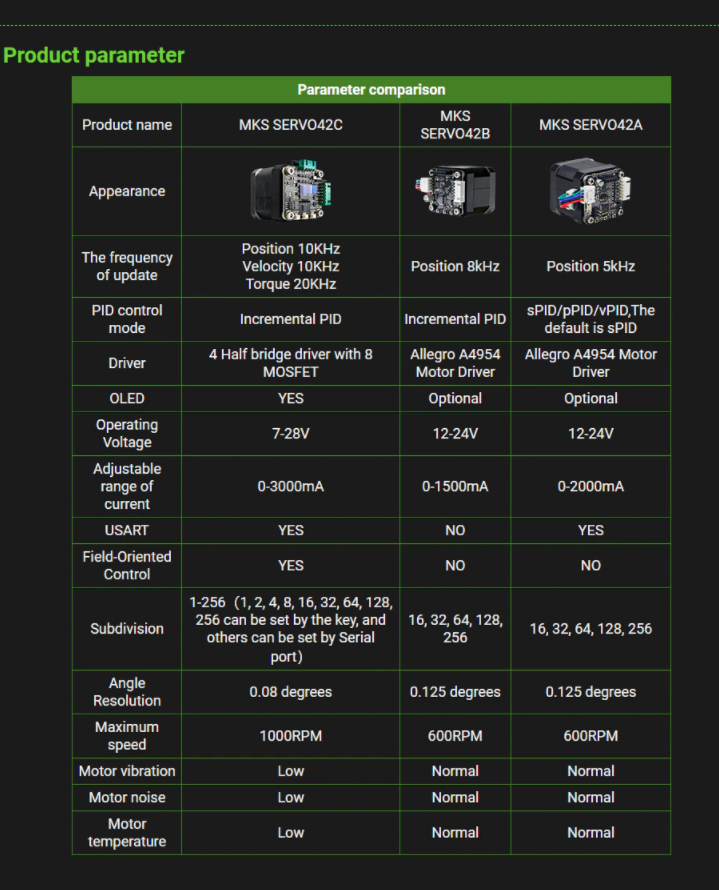 Product parameter
Parameter comparison
Product name
MKS SERVO42C
MKS
SERVO42B
MKS SERVO42A
Appearance
The frequency
of update
Position 10KHz
Velocity 10KHz
Torque 20KHz
Position 8kHz
Position 5kHz
PID control
mode
Incremental PID
Incremental PID
sPID/pPID/vPID,The
default is sPID
Driver
4 Half bridge driver with 8
MOSFET
Allegro A4954
Motor Driver
Allegro A4954 Motor
Driver
OLED
YES
Optional
Optional
Operating
Voltage
7-28V
12-24V
12-24V
Adjustable
range of
current
0-3000mA
0-1500mA
0-2000mA
USART
YES
NO
YES
Field-Oriented
Control
YES
NO
NO
Subdivision
1-256（1, 2, 4, 8, 16, 32, 64, 128,
256 can be set by the key, and
others can be set by Serial
port）
16, 32, 64, 128,
256
16, 32, 64, 128, 256
Angle
Resolution
0.08 degrees
0.125 degrees
0.125 degrees
Maximum
speed
1000RPM
600RPM
600RPM
Motor vibration
Low
Normal
Normal
Motor noise
Low
Normal
Normal
Motor
temperature
Low
Normal
Normal